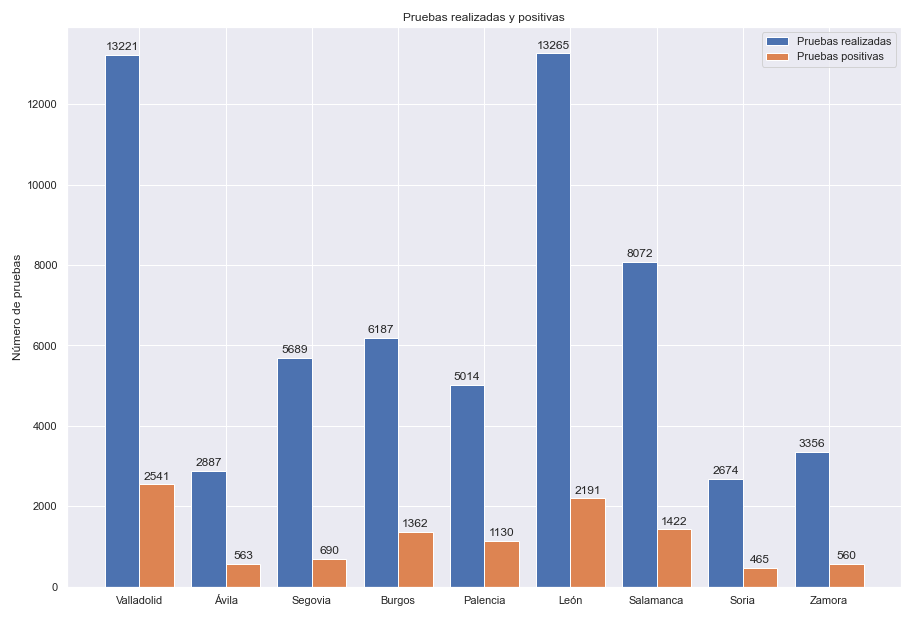 Pruebas realizadas y positivas
Pruebas realizadas
Pruebas positivas
Número de pruebas
12000
10000
8000
6000
4000
2000
0
13221
2541
2887
563
5689
690
6187
1362
5014
1130
13265
2191
8072
1422
2674
465
3356
560
Valladolid
Ávila
Segovia
Burgos
Palencia
León
Salamanca
Soria
Zamora